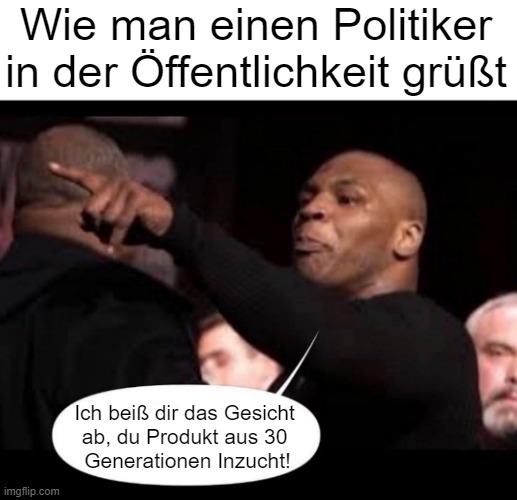 Wie man einen Politiker
in der Öffentlichkeit grüßt
Ich beiß dir das Gesicht
ab, du Produkt aus 30
Generationen Inzucht!
imgflip.com